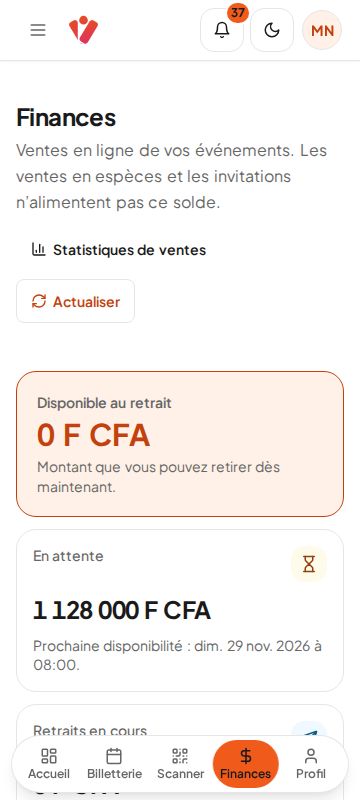 37
MN
Finances
Ventes en ligne de vos événements. Les
ventes en espèces et les invitations
n’alimentent pas ce solde.
Statistiques de ventes
Actualiser
Disponible au retrait
0 F CFA
Montant que vous pouvez retirer dès
maintenant.
En attente
1 128 000 F CFA
Prochaine disponibilité : dim. 29 nov. 2026 à
08:00.
Retraits en cours
Accueil
Billetterie
Scanner
Finances
Profil